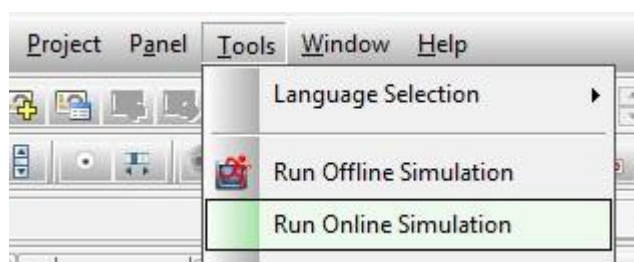 Project Panel Tools Window Help
Language Selection
Run Offline Simulation
Run Online Simulation